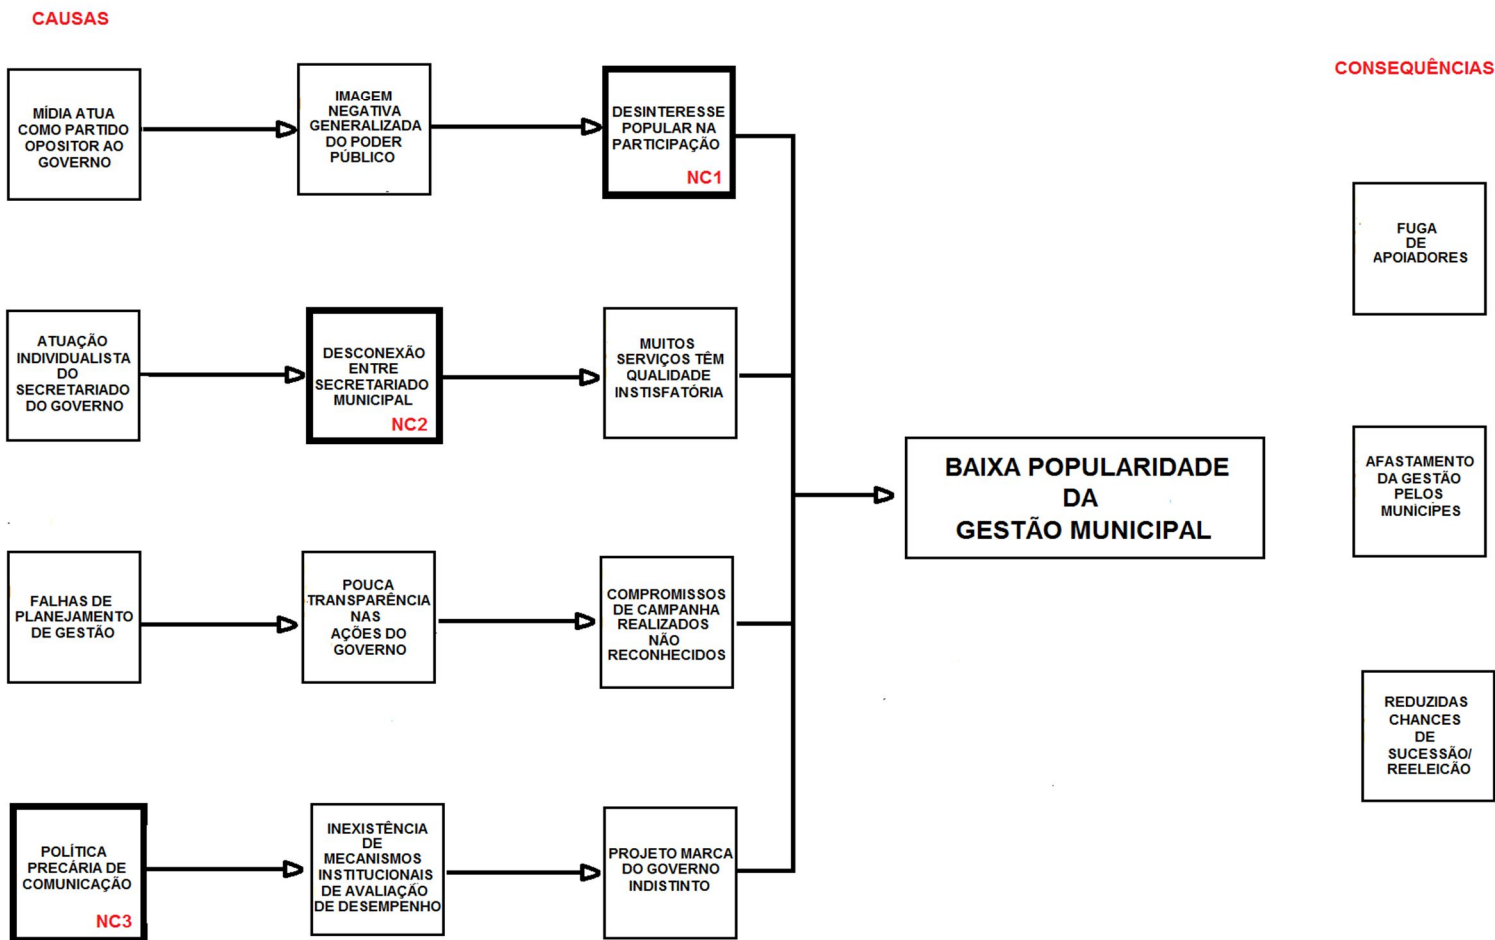 CAUSAS
CONSEQUÊNCIAS
MÍDIA ATUA
COMO PARTIDO
OPOSITOR AO
GOVERNO
IMAGEM
NEGATIVA
GENERALIZADA
DO PODER
PÚBLICO
DESINTERESSE
POPULAR NA
PARTICIPAÇÃO
NC1
ATUAÇÃO
INDIVIDUALISTA
DO
SECRETARIADO
DO GOVERNO
DESCONEXÃO
ENTRE
SECRETARIADO
MUNICIPAL
NC2
MUITOS
SERVIÇOS TÊM
QUALIDADE
INSTISFATÓRIA
FALHAS DE
PLANEJAMENTO
DE GESTÃO
POUCA
TRANSPARÊNCIA
NAS
AÇÕES DO
GOVERNO
COMPROMISSOS
DE CAMPANHA
REALIZADOS
NÃO
RECONHECIDOS
POLÍTICA
PRECÁRIA DE
COMUNICAÇÃO
NC3
INEXISTÊNCIA
DE
MECANISMOS
INSTITUCIONAIS
DE AVALIAÇÃO
DE DESEMPENHO
PROJETO MARCA
DO GOVERNO
INDISTINTO
BAIXA POPULARIDADE
DA
GESTÃO MUNICIPAL
FUGA
DE
APOIADORES
AFASTAMENTO
DA GESTÃO
PELOS
MUNÍCIPES
REDUZIDAS
CHANCES
DE
SUCESSÃO/
REELEICÃO